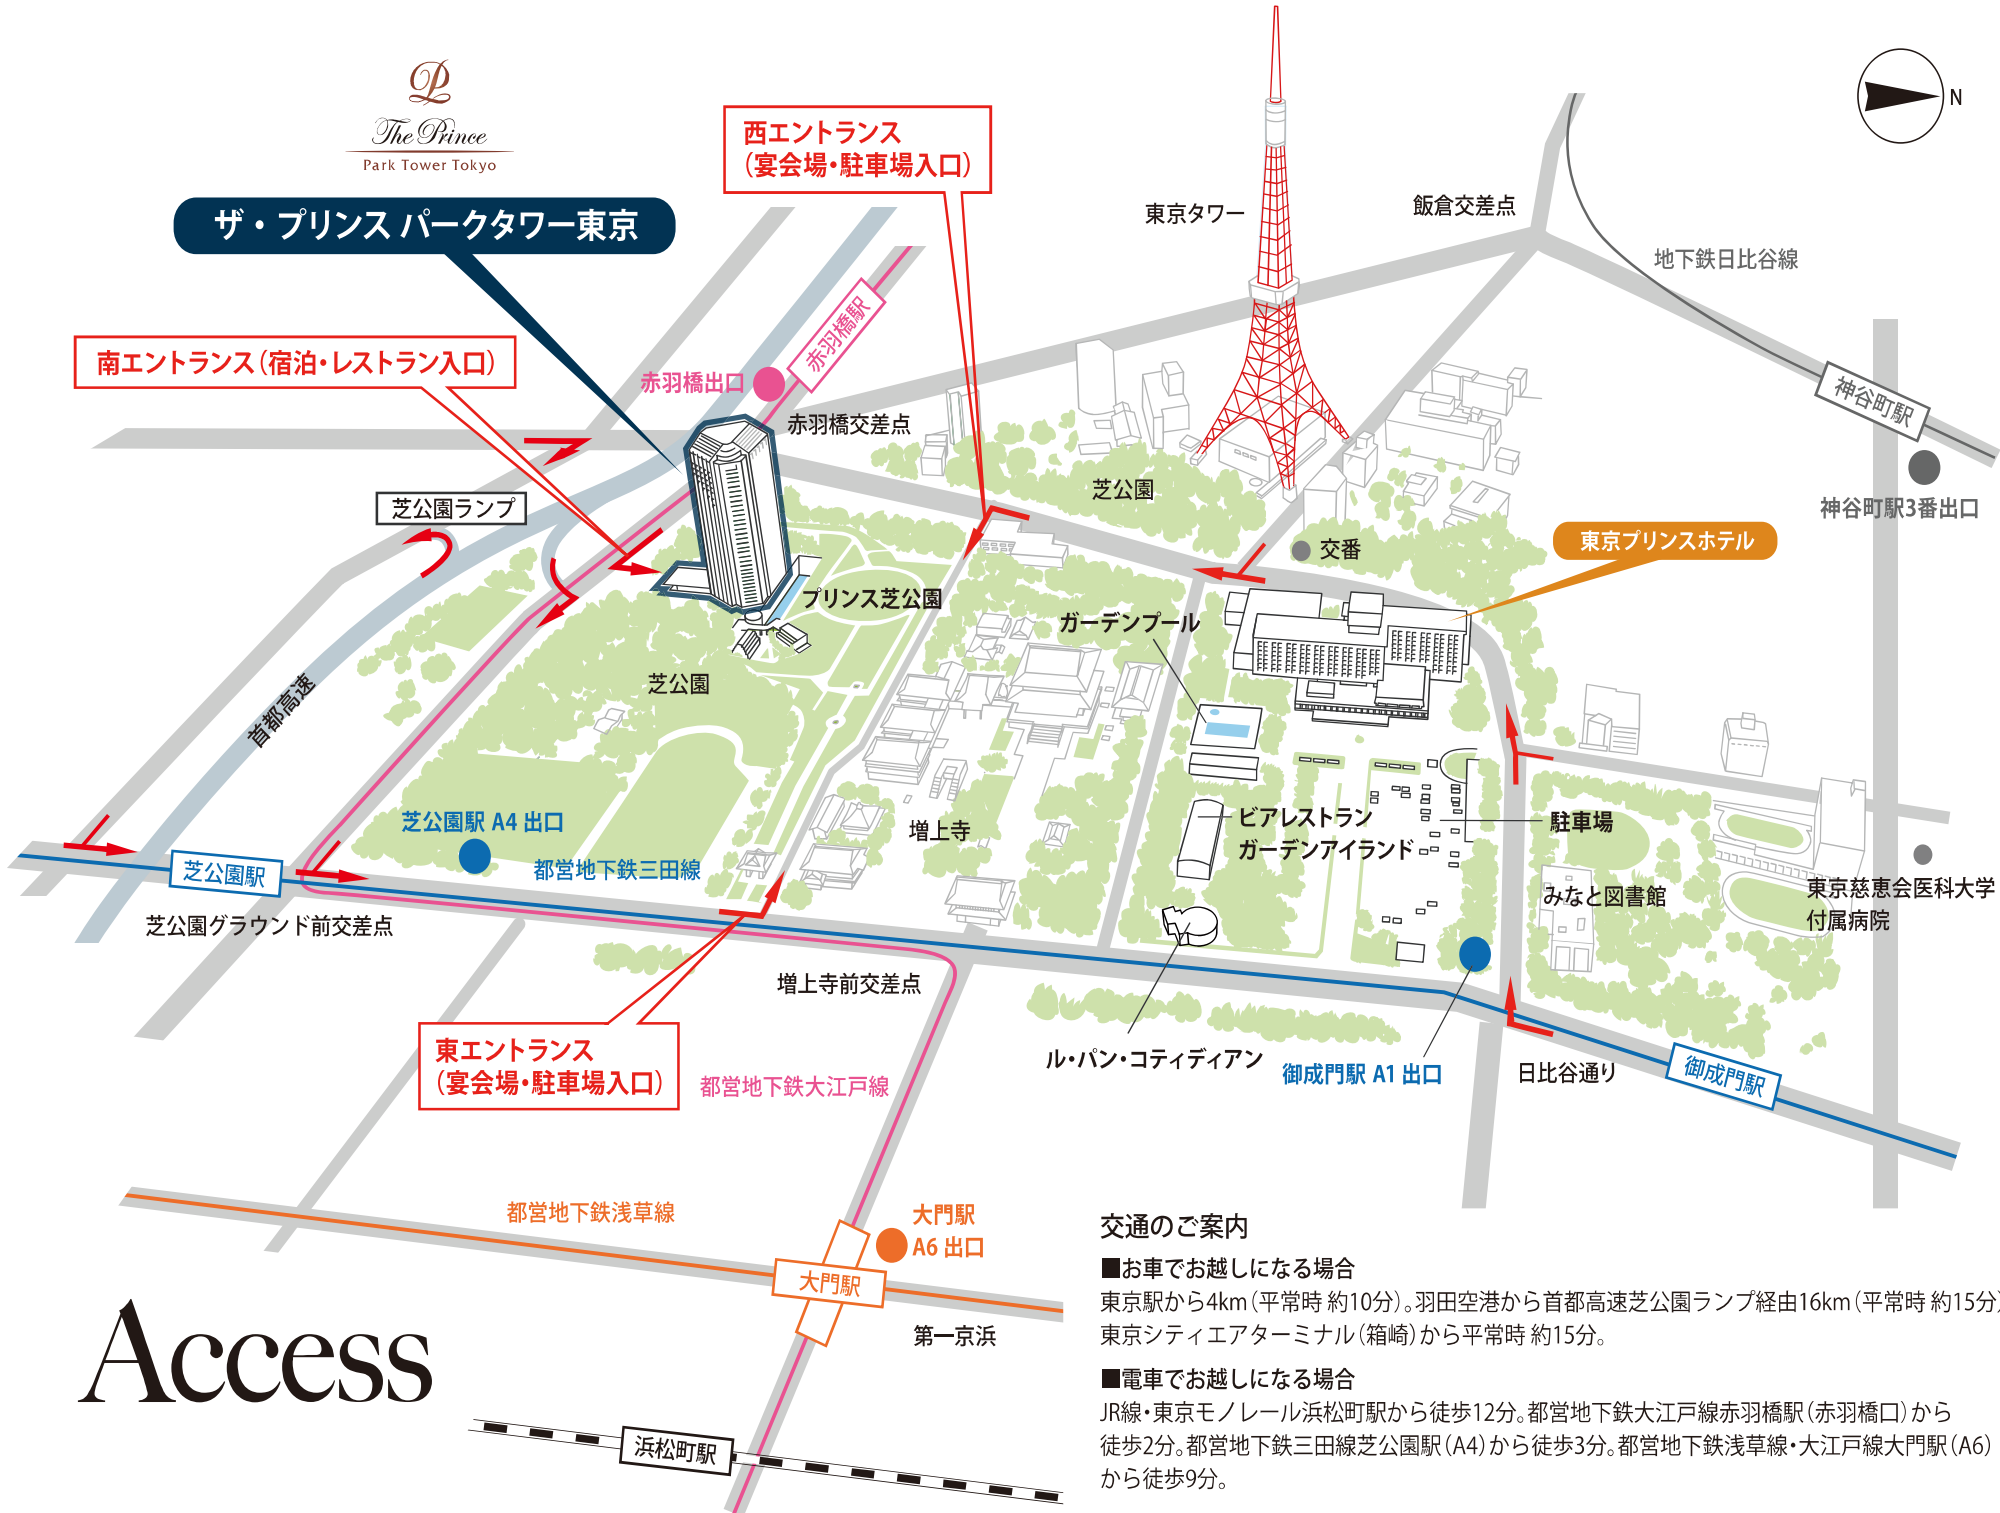 The Prince
Park Tower Tokyo
ザ・プリンス パークタワー東京
西エントランス
（宴会場・駐車場入口）
N
東京タワー
飯倉交差点
地下鉄日比谷線
南エントランス（宿泊・レストラン入口）
赤羽橋駅
赤羽橋出口
赤羽橋交差点
神谷町駅
神谷町駅3番出口
芝公園ランプ
芝公園
交番
東京プリンスホテル
プリンス芝公園
ガーデンプール
芝公園
首都高速
芝公園駅 A4 出口
都営地下鉄三田線
増上寺
ビアレストラン
ガーデンアイランド
駐車場
芝公園駅
みなと図書館
東京慈恵会医科大学
付属病院
芝公園グラウンド前交差点
増上寺前交差点
東エントランス
（宴会場・駐車場入口）
都営地下鉄大江戸線
ル・パン・コティディアン
御成門駅 A1 出口
日比谷通り
御成門駅
都営地下鉄浅草線
大門駅
A6 出口
大門駅
第一京浜
Access
浜松町駅
交通のご案内
■お車でお越しになる場合
東京駅から4km（平常時 約10分）。羽田空港から首都高速芝公園ランプ経由16km（平常時 約15分）
東京シティエアターミナル（箱崎）から平常時 約15分。
■電車でお越しになる場合
JR線・東京モノレール浜松町駅から徒歩12分。都営地下鉄大江戸線赤羽橋駅（赤羽橋口）から
徒歩2分。都営地下鉄三田線芝公園駅（A4）から徒歩3分。都営地下鉄浅草線・大江戸線大門駅（A6）
から徒歩9分。